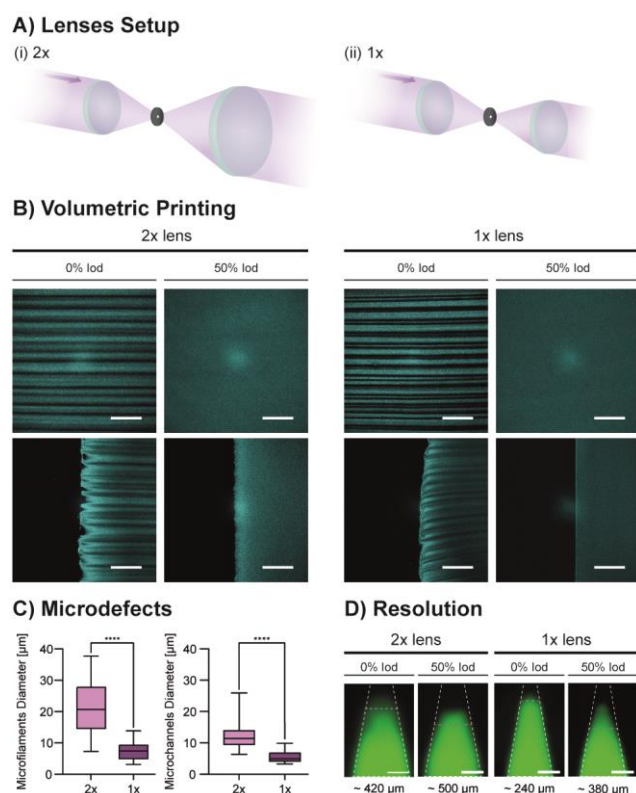 A) Lenses Setup
(i) 2x
(ii) 1x
B) Volumetric Printing
2x lens
1x lens
0% Iod
50% Iod
0% Iod
50% Iod
C) Microdefects
Microfilaments Diameter [µm]
40
30
20
10
0
****
2x
1x
Microchannels Diameter [µm]
40
30
20
10
0
****
2x
1x
D) Resolution
2x lens
1x lens
0% Iod
50% Iod
0% Iod
50% Iod
~ 420 µm
~ 500 µm
~ 240 µm
~ 380 µm